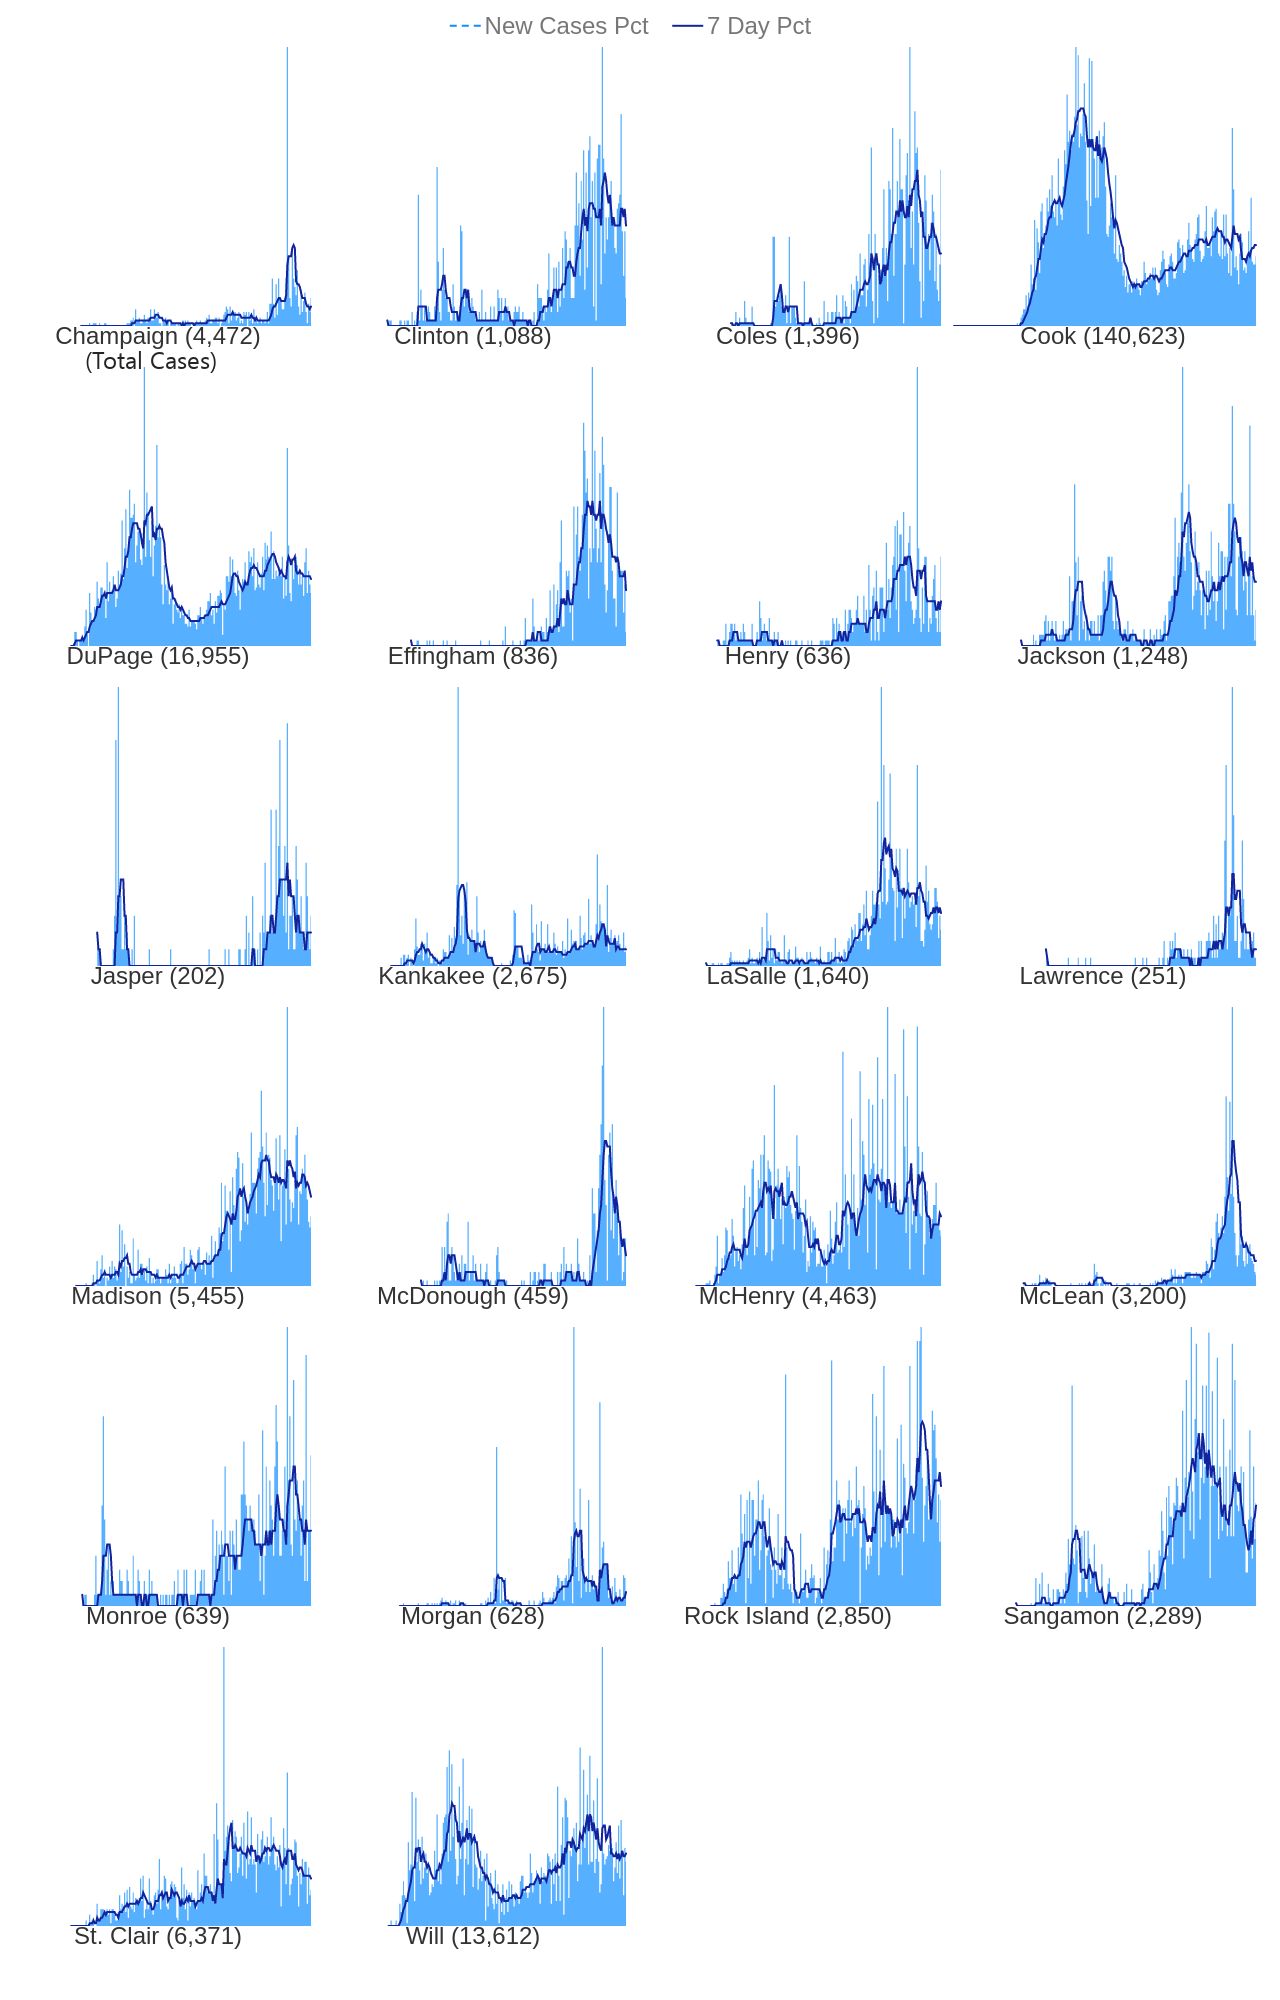 New Cases Pct 7 Day Pct
Champaign (4,472) Clinton (1,088) Coles (1,396) Cook (140,623)
(Total Cases)
DuPage (16,955) Effingham (836) Henry (636) Jackson (1,248)
Jasper (202) Kankakee (2,675) LaSalle (1,640) Lawrence (251)
Madison (5,455) McDonough (459) McHenry (4,463) McLean (3,200)
Monroe (639) Morgan (628) Rock Island (2,850) Sangamon (2,289)
St. Clair (6,371) Will (13,612)